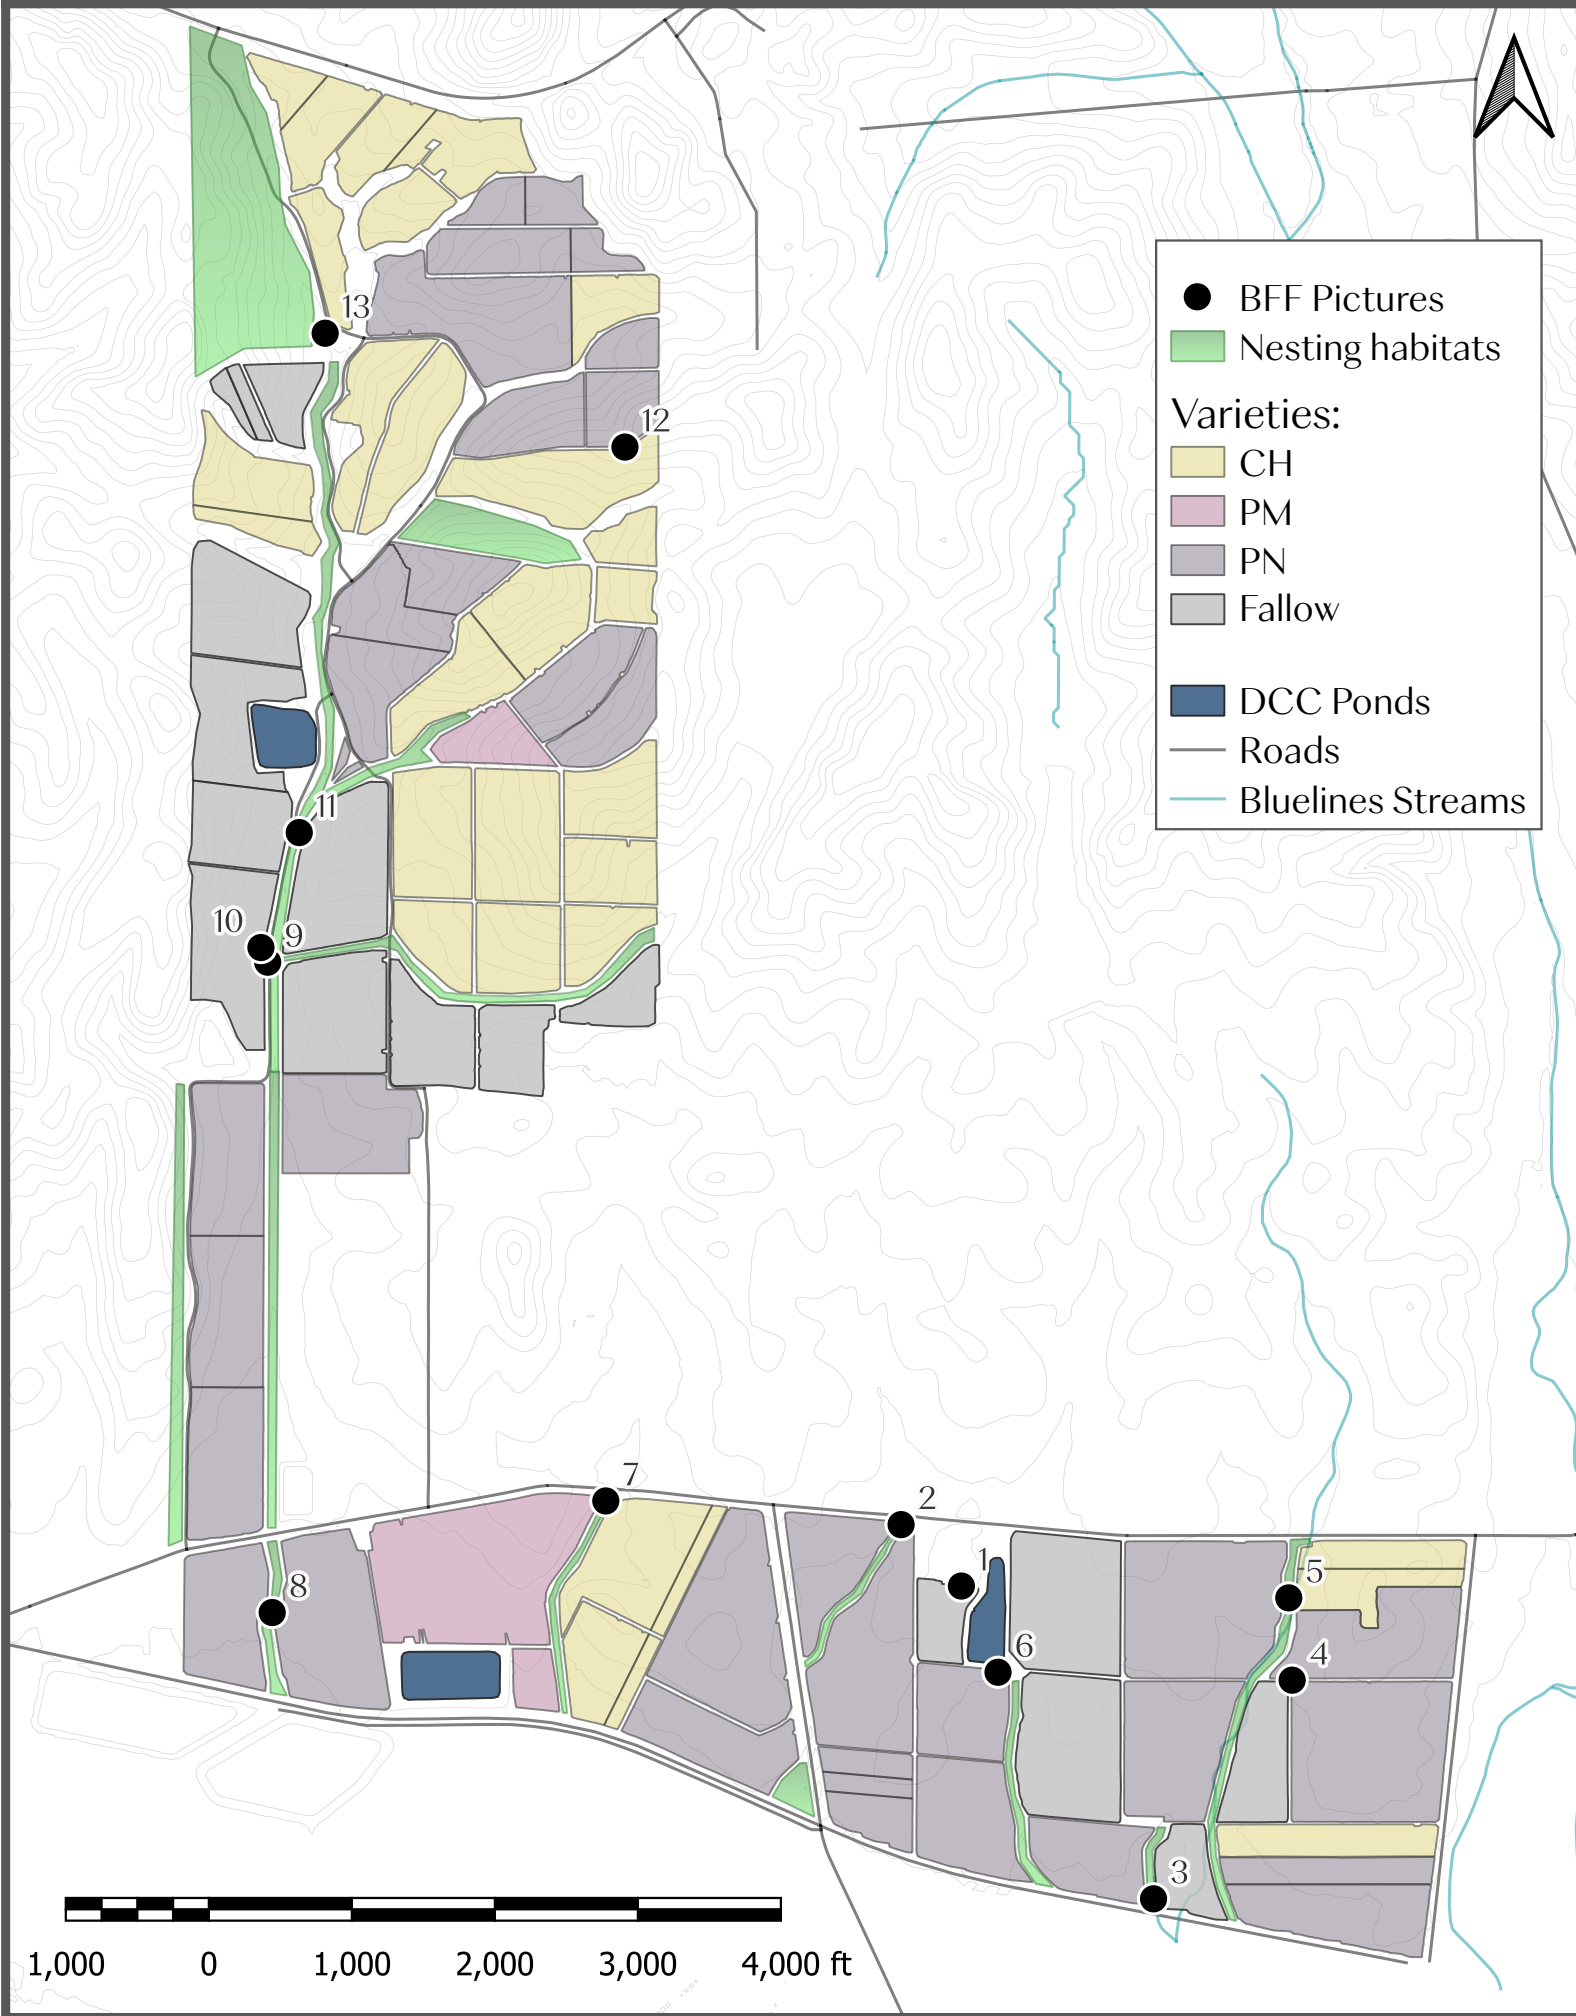 13
BFF Pictures
Nesting habitats
Varieties:
CH
PM
PN
Fallow
DCC Ponds
Roads
Bluelines Streams
12
11
10
9
7
2
1
5
8
6
4
3
1,000 0 1,000 2,000 3,000 4,000 ft